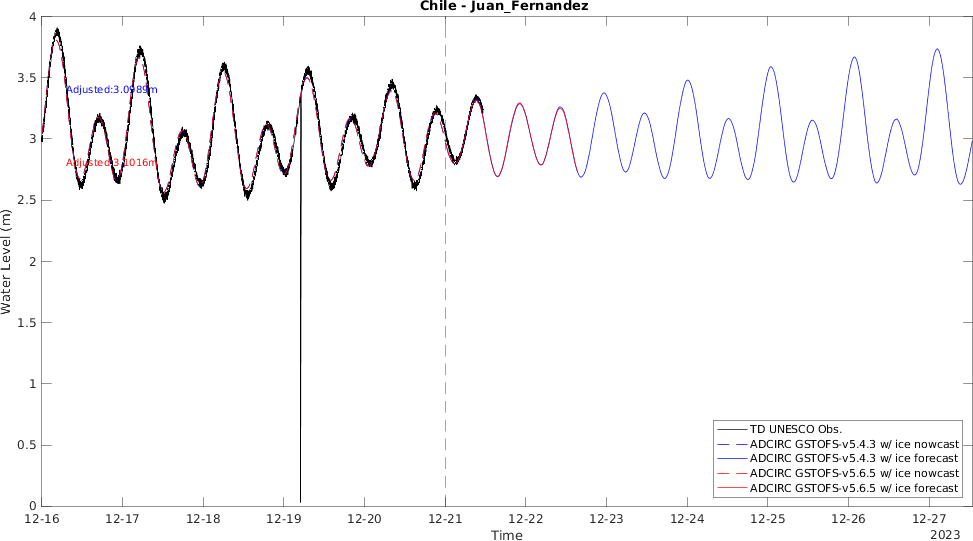 Chile - Juan_Fernandez
Water Level (m)
4
3.5
3
2.5
2
1.5
1
0.5
0
Adjusted:3.0989m
Adjusted:3.1016m
TD UNESCO Obs.
ADCIRC GSTOFS-v5.4.3 w/ ice nowcast
ADCIRC GSTOFS-v5.4.3 w/ ice forecast
ADCIRC GSTOFS-v5.6.5 w/ ice nowcast
ADCIRC GSTOFS-v5.6.5 w/ ice forecast
12-16 12-17 12-18 12-19 12-20 12-21 12-22 12-23 12-24 12-25 12-26 12-27
Time
2023